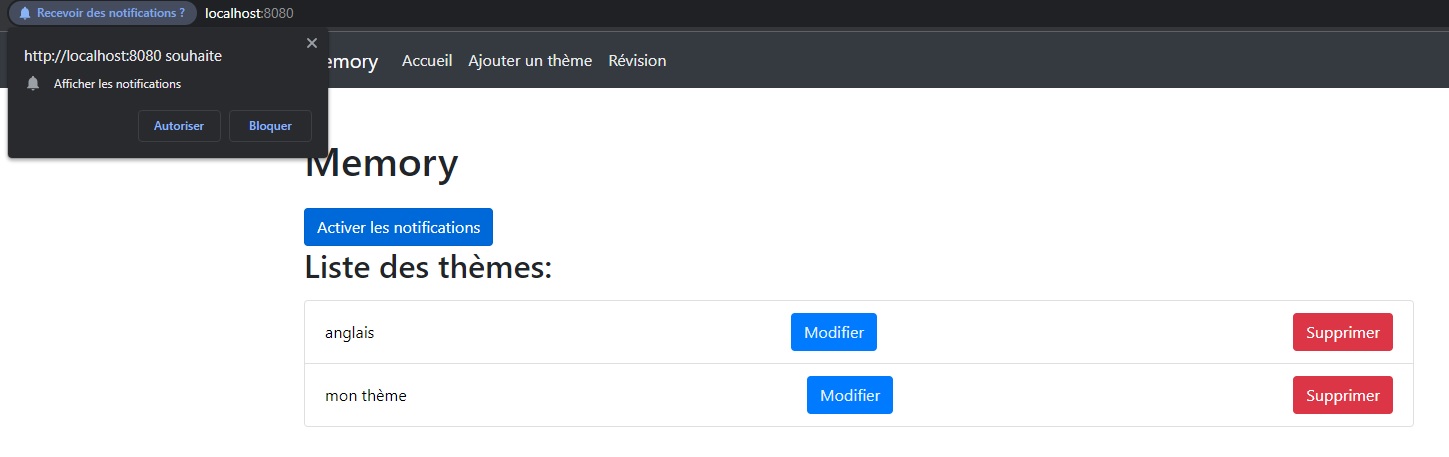 Recevoir des notifications ? localhost:8080
http://localhost:8080 souhaite
Afficher les notifications
Autoriser Bloquer
emory Accueil Ajouter un thème Révision
Memory
Activer les notifications
Liste des thèmes:
anglais Modifier Supprimer
mon thème Modifier Supprimer